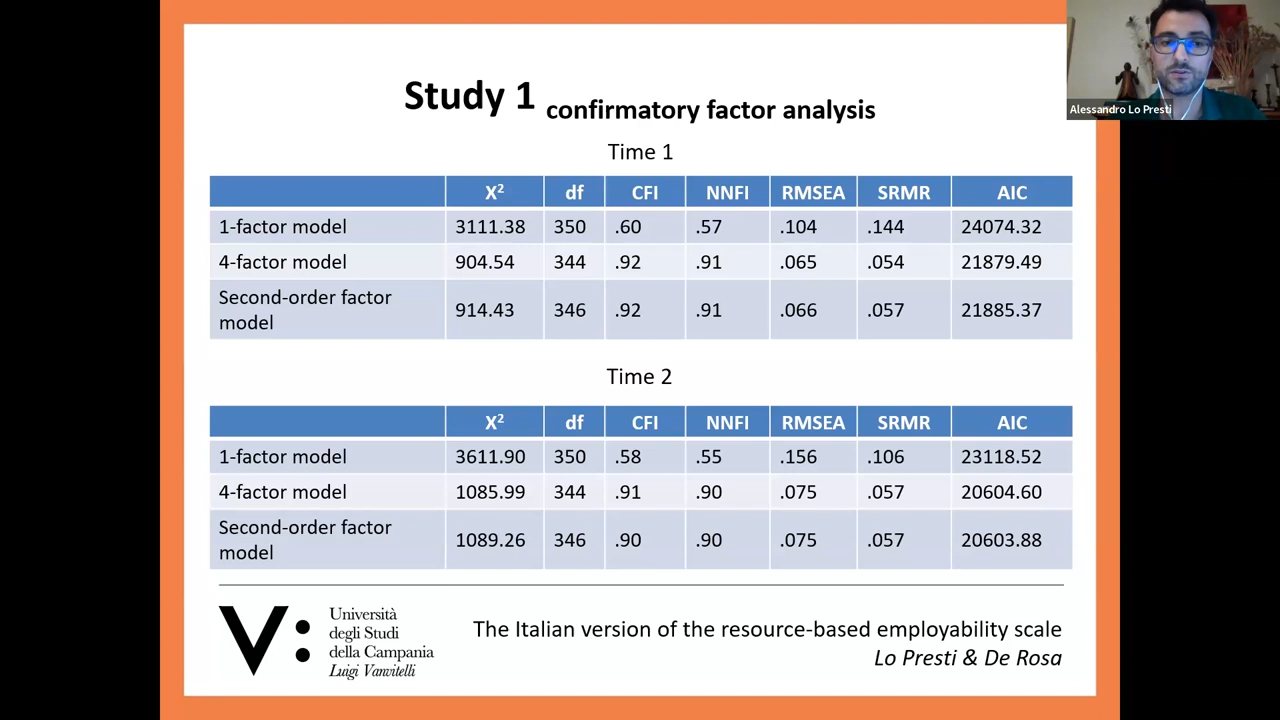 Study 1 confirmatory factor analysis
Alessandro Lo Presti
Time 1
X² df CFI NNFI RMSEA SRMR AIC
1-factor model 3111.38 350 .60 .57 .104 .144 24074.32
4-factor model 904.54 344 .92 .91 .065 .054 21879.49
Second-order factor
model 914.43 346 .92 .91 .066 .057 21885.37
Time 2
X² df CFI NNFI RMSEA SRMR AIC
1-factor model 3611.90 350 .58 .55 .156 .106 23118.52
4-factor model 1085.99 344 .91 .90 .075 .057 20604.60
Second-order factor
model 1089.26 346 .90 .90 .075 .057 20603.88
V:
Università
degli Studi
della Campania
Luigi Vanvitelli
The Italian version of the resource-based employability scale
Lo Presti & De Rosa